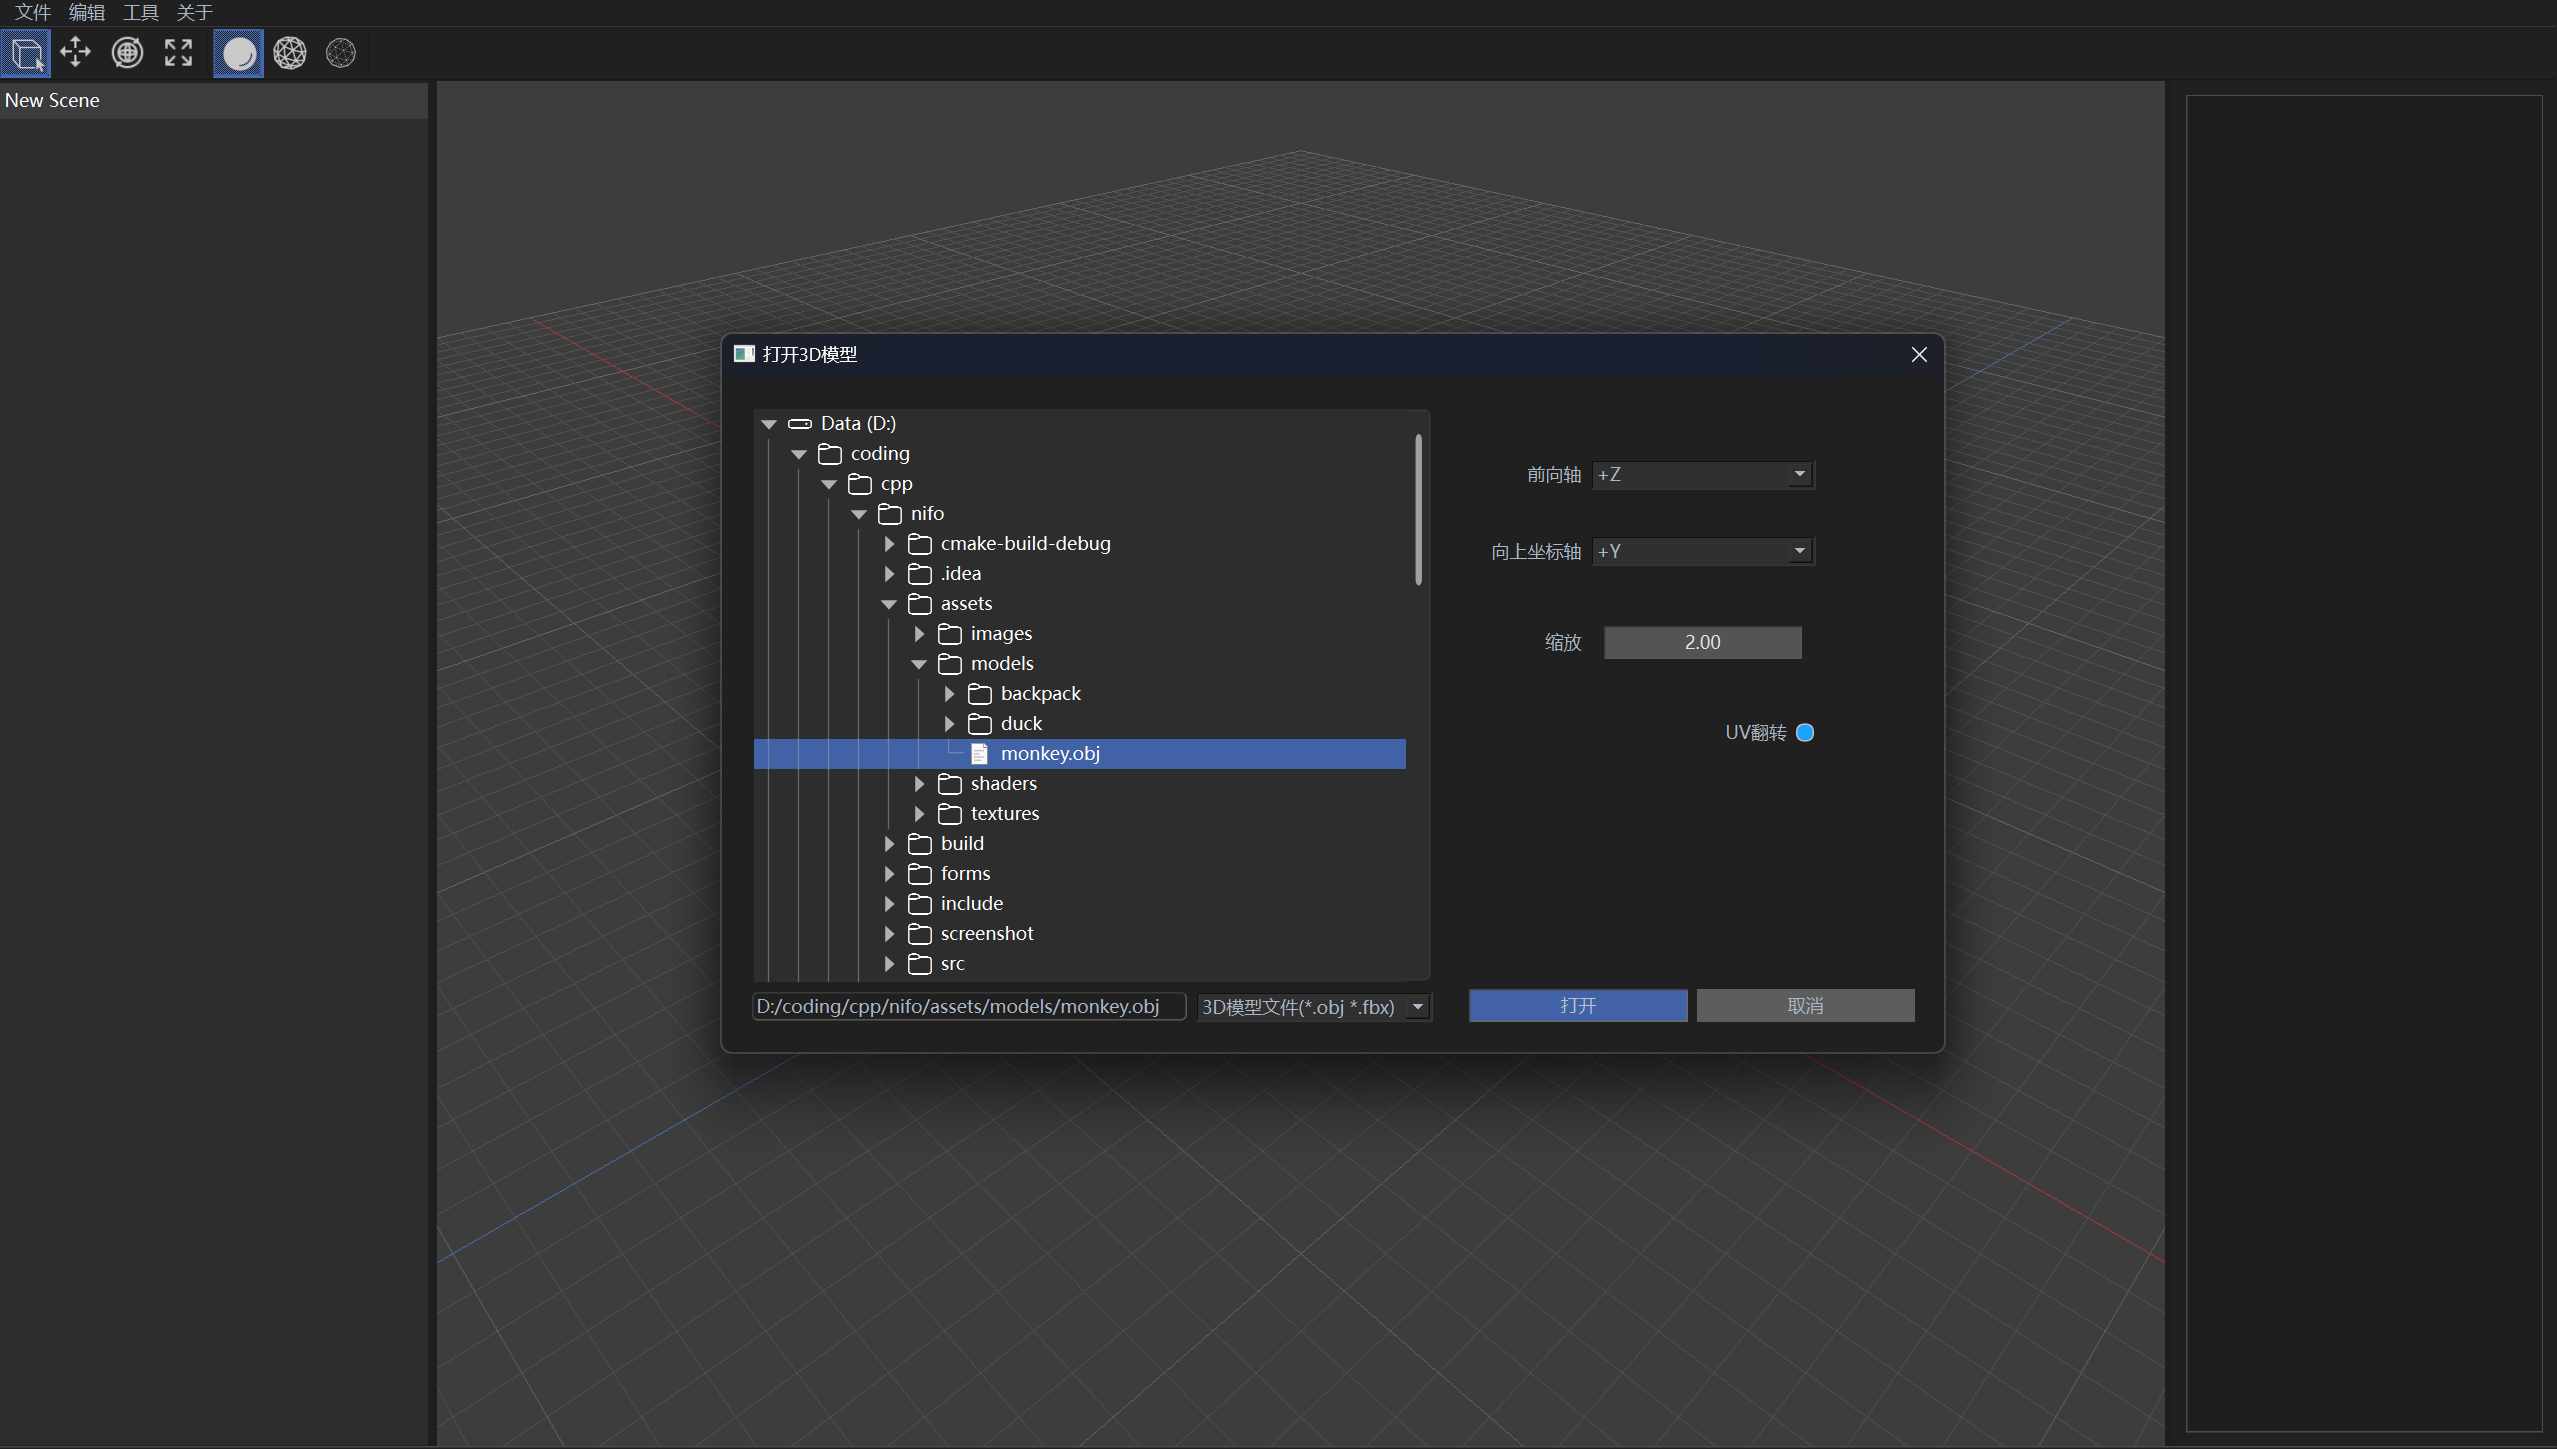 文件 编辑 工具 关于
New Scene
打开3D模型
Data (D:)
coding
cpp
nifo
cmake-build-debug
.idea
assets
images
models
backpack
duck
monkey.obj
shaders
textures
build
forms
include
screenshot
src
D:/coding/cpp/nifo/assets/models/monkey.obj
3D模型文件(*.obj *.fbx)
前向轴 +Z
向上坐标轴 +Y
缩放 2.00
UV翻转
打开 取消